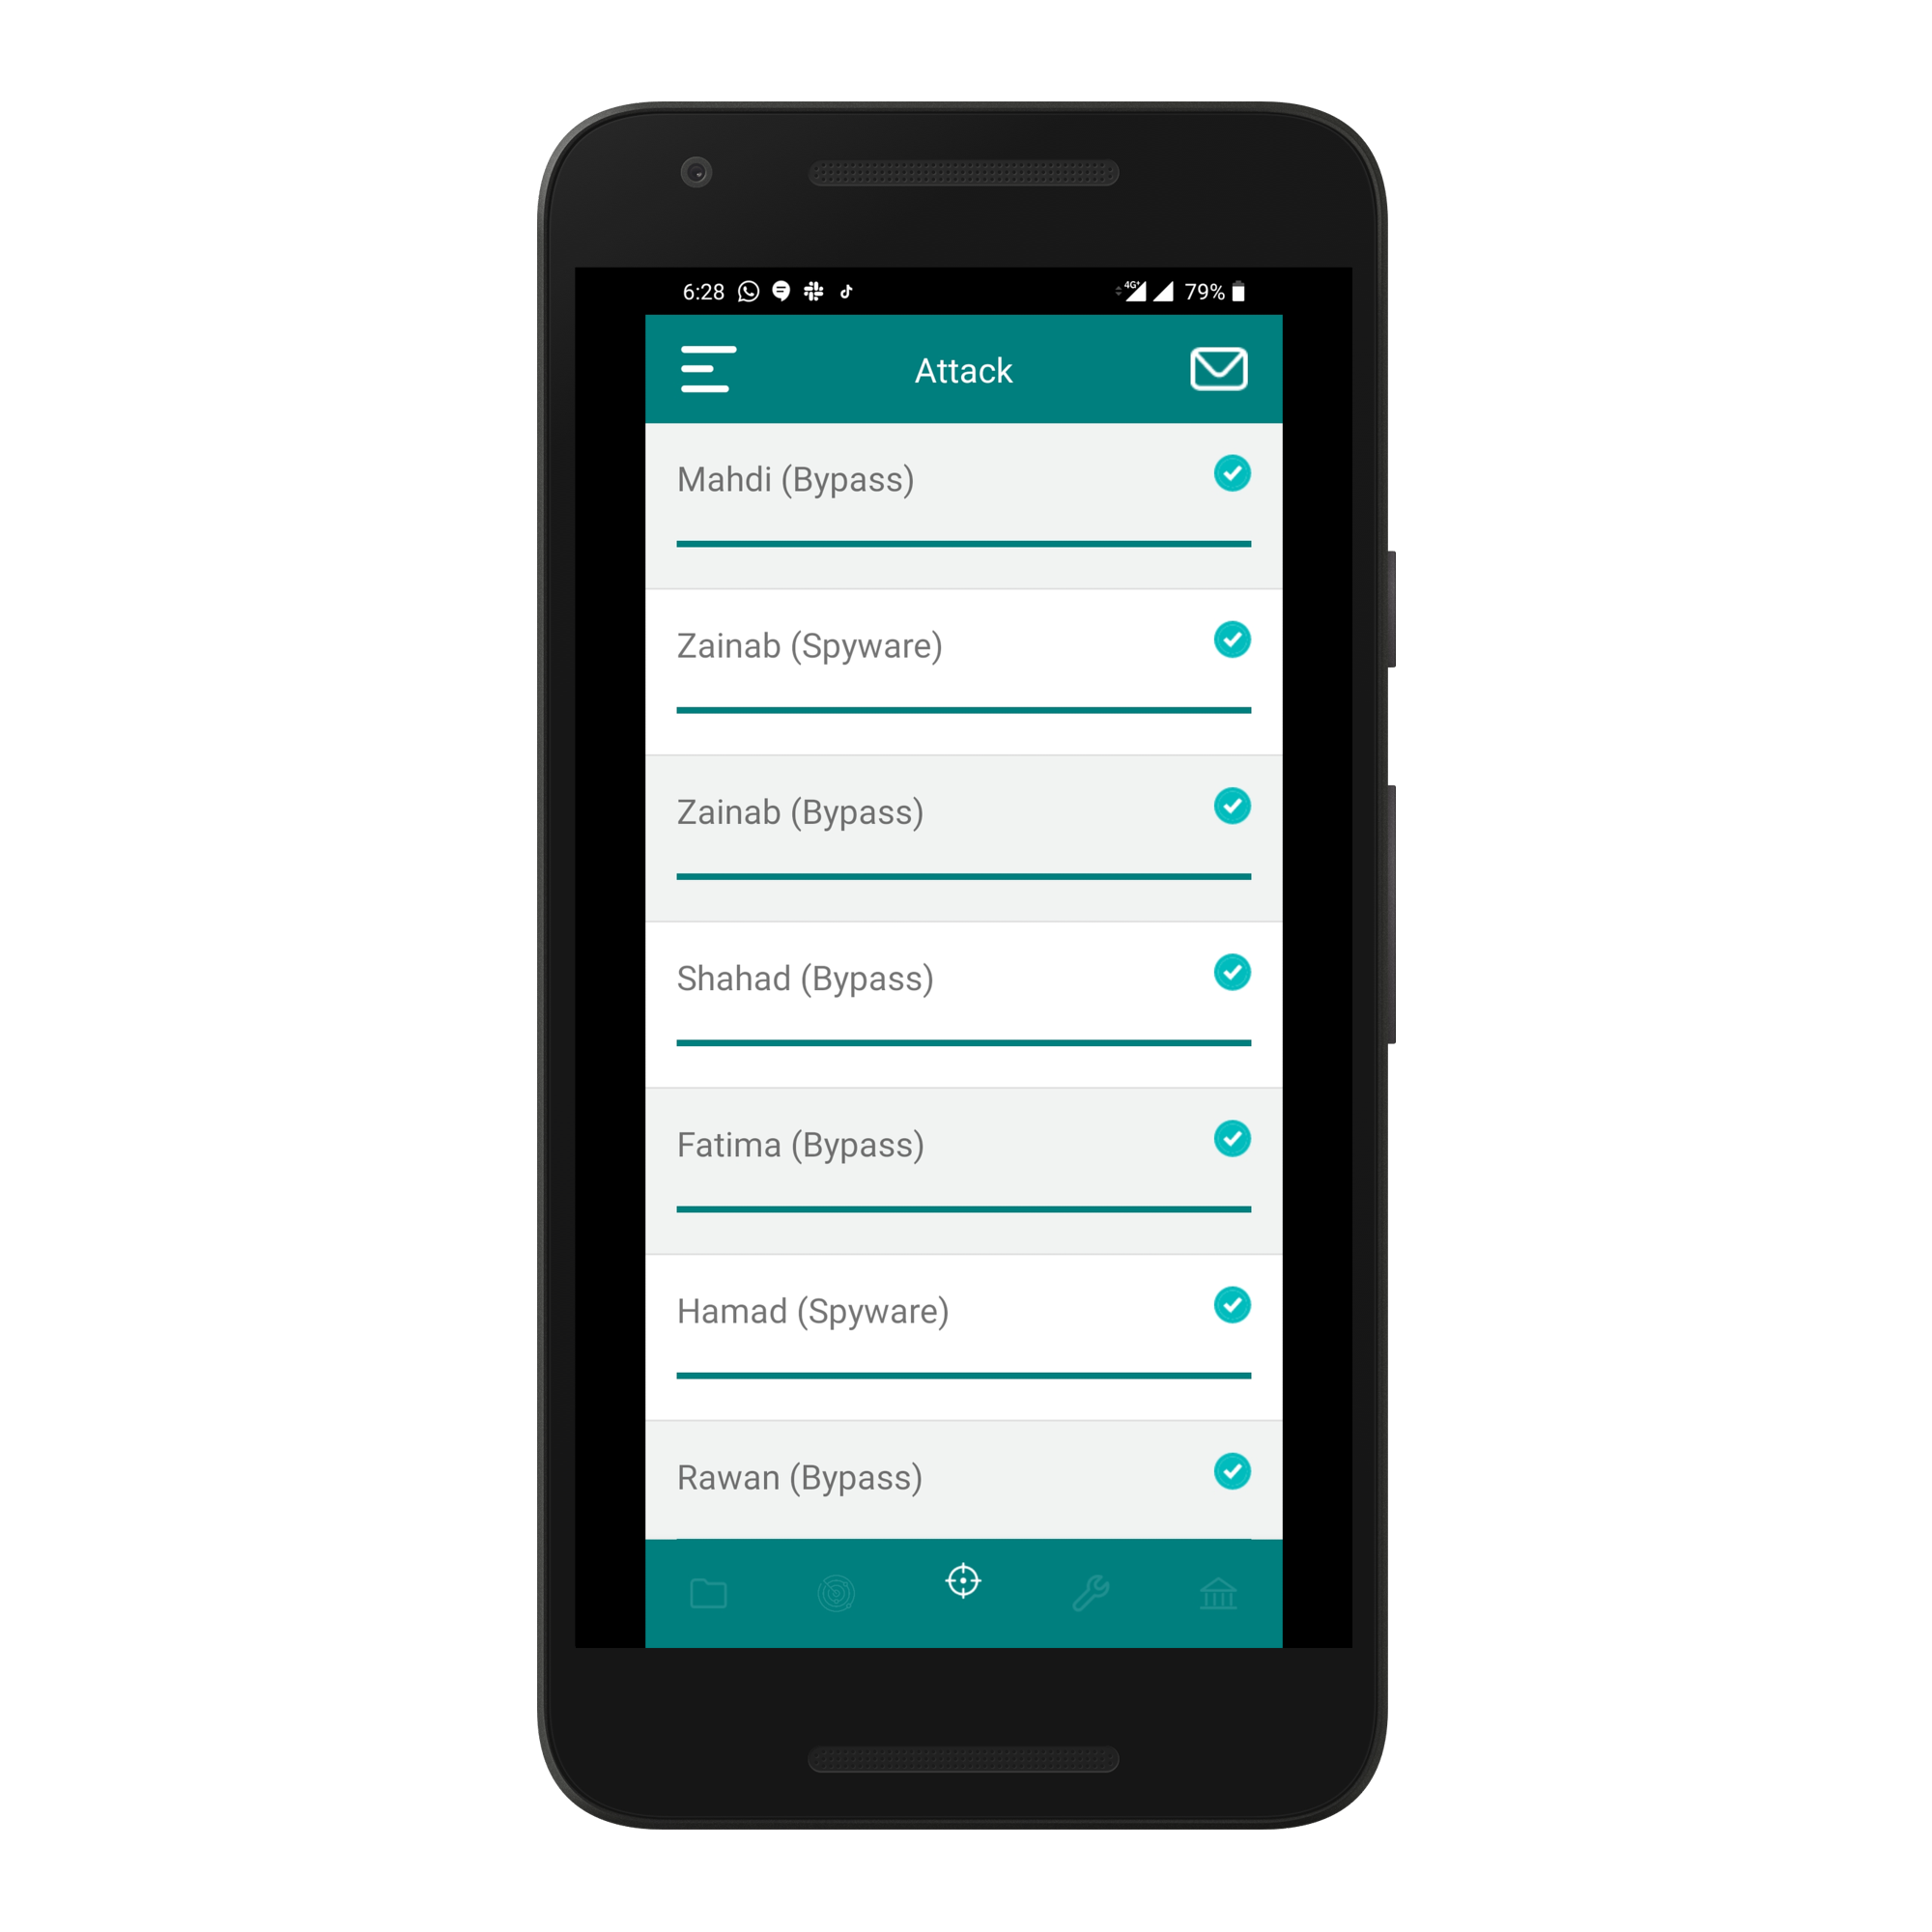 6:28
4G+
79%
Attack
Mahdi (Bypass)
Zainab (Spyware)
Zainab (Bypass)
Shahad (Bypass)
Fatima (Bypass)
Hamad (Spyware)
Rawan (Bypass)